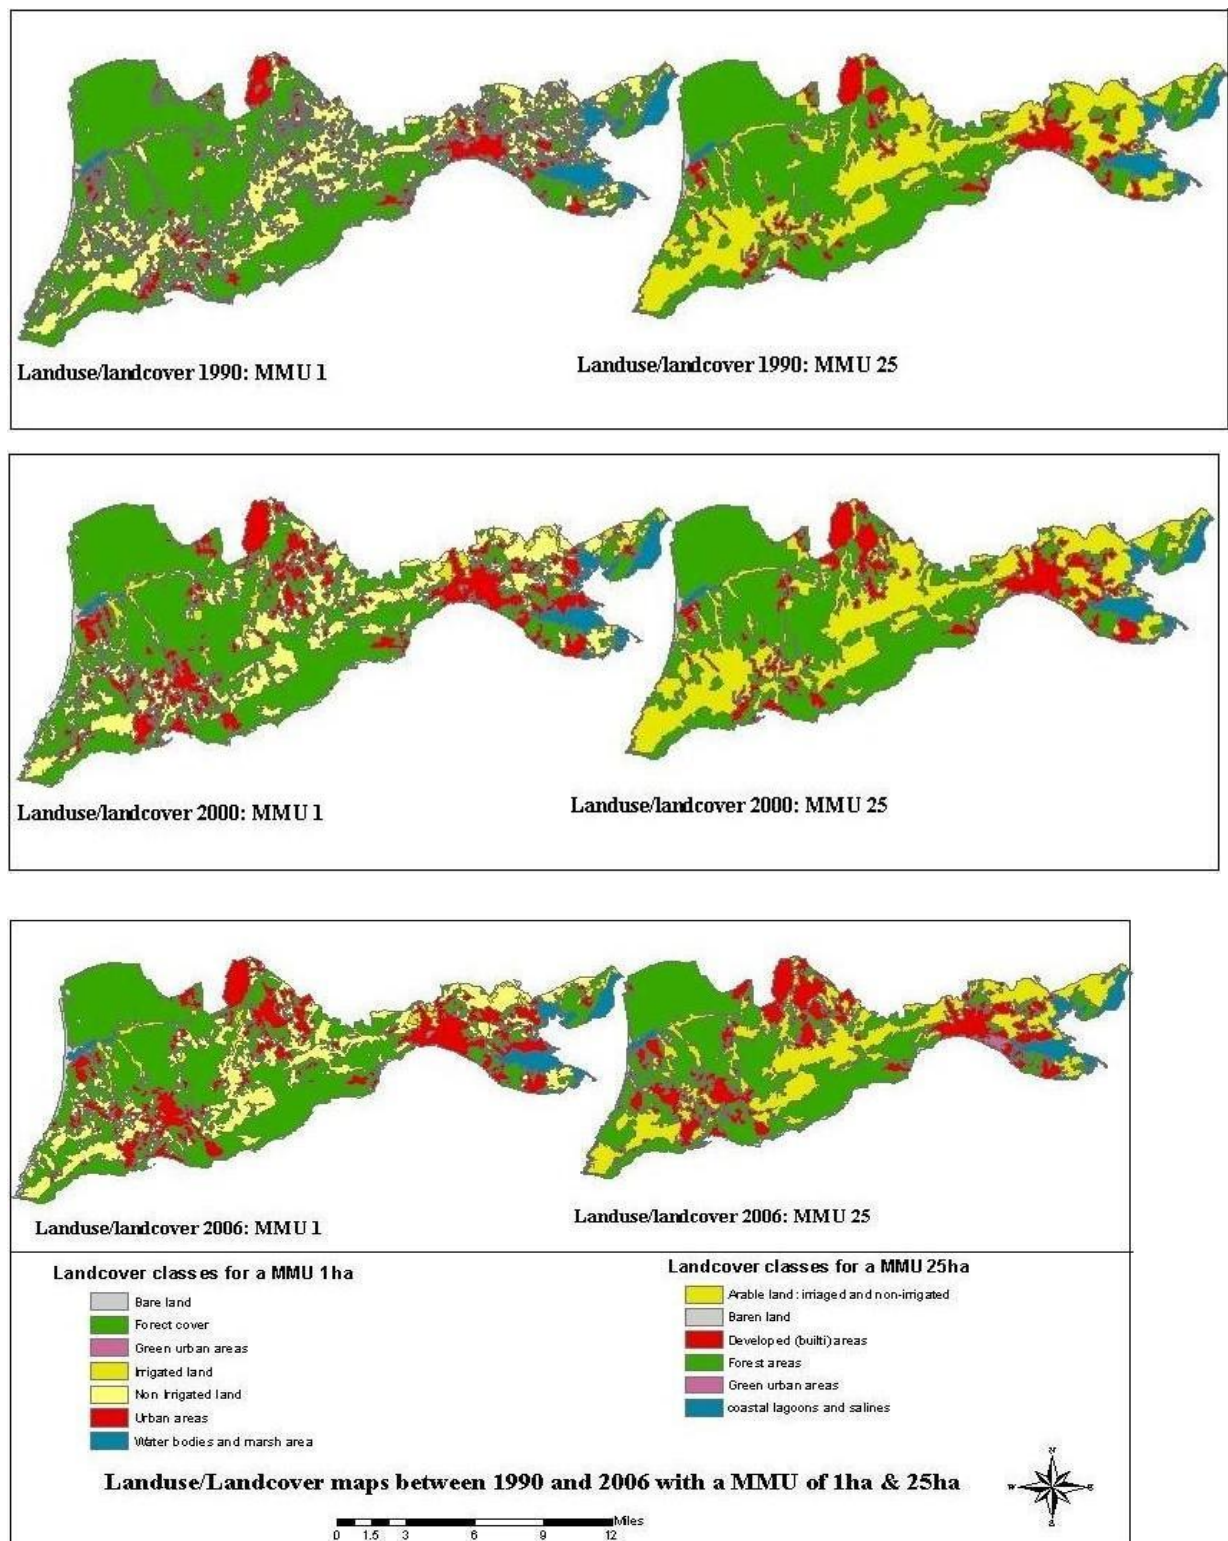 Landuse/landcover 1990: MMU 1
Landuse/landcover 1990: MMU 25
Landuse/landcover 2000: MMU 1
Landuse/landcover 2000: MMU 25
Landuse/landcover 2006: MMU 1
Landuse/landcover 2006: MMU 25
Landcover classes for a MMU 1ha
Bare land
Forect cover
Green urban areas
Irrigated land
Non Irrigated land
Urban areas
Water bodies and marsh area
Landcover classes for a MMU 25ha
Arable land: irriaged and non-irrigated
Baren land
Developed (builti) areas
Forest areas
Green urban areas
coastal lagoons and salines
Landuse/Landcover maps between 1990 and 2006 with a MMU of 1ha & 25ha
N
W E
S
Miles
0 1.5 3 6 9 12